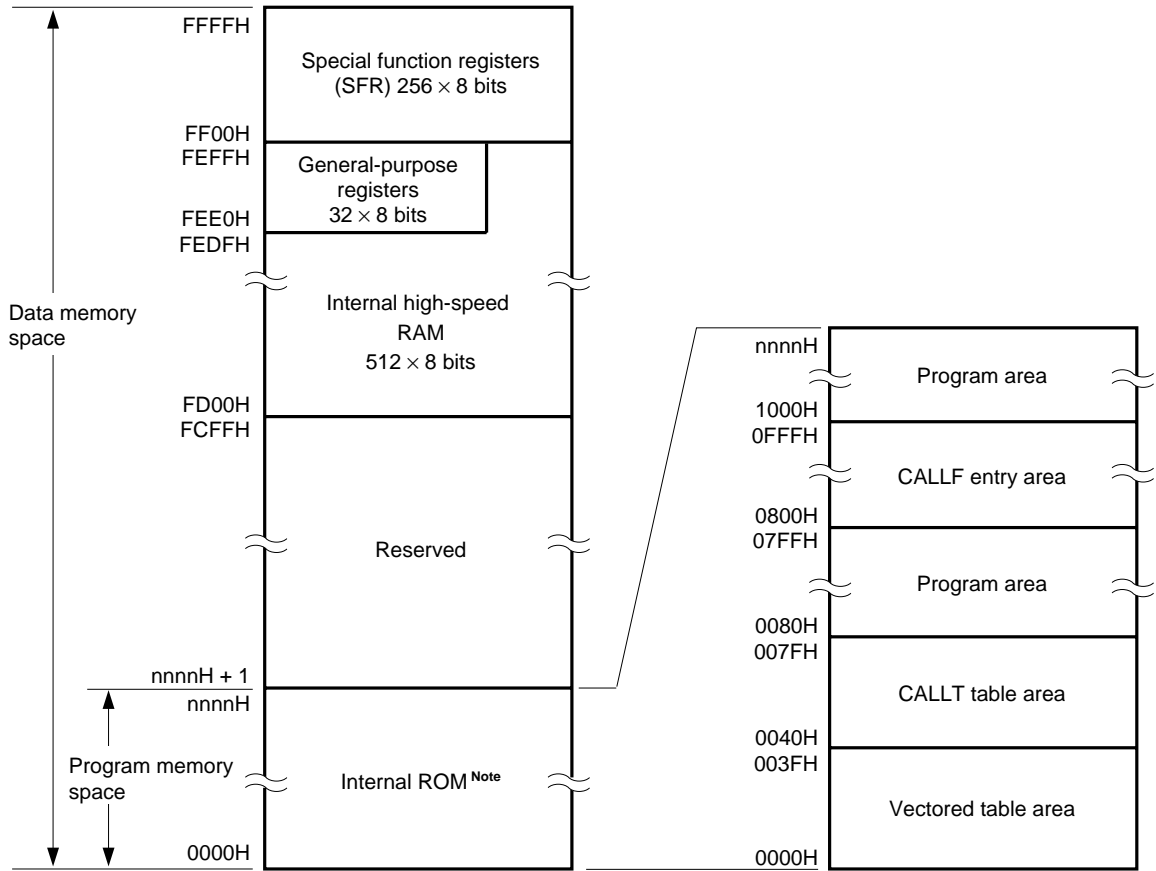 FFFFH
Special function registers
(SFR) 256 × 8 bits
FF00H
FEFFH
General-purpose
registers
32 × 8 bits
FEE0H
FEDFH
Internal high-speed
RAM
512 × 8 bits
Data memory
space
FD00H
FCFFH
Reserved
nnnnH + 1
nnnnH
Program memory
space
Internal ROM Note
0000H
nnnnH
Program area
1000H
0FFFH
CALLF entry area
0800H
07FFH
Program area
0080H
007FH
CALLT table area
0040H
003FH
Vectored table area
0000H